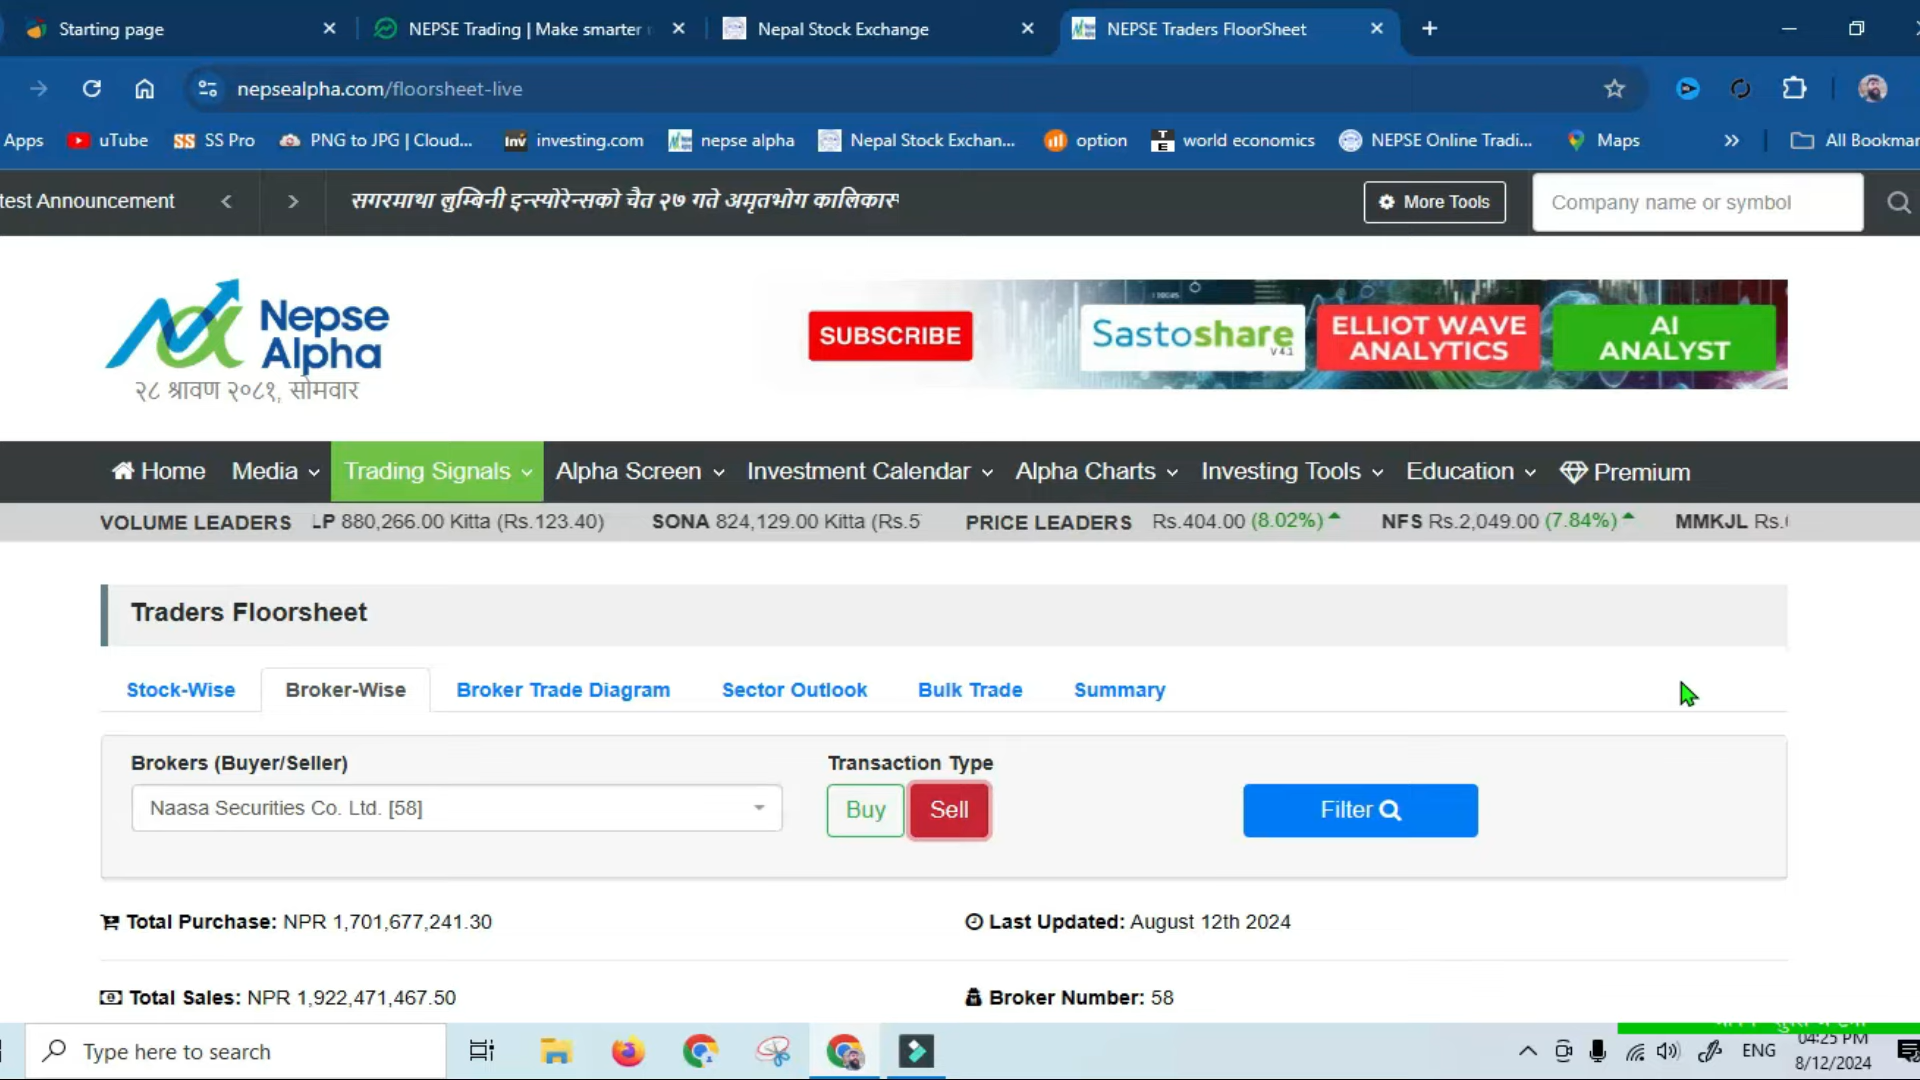 Starting page
NEPSE Trading | Make smarter
Nepal Stock Exchange
NEPSE Traders FloorSheet
nepsealpha.com/floorsheet-live
Apps
uTube
SS SS Pro
PNG to JPG | Cloud...
Inv investing.com
nepse alpha
Nepal Stock Exchan...
option
TE world economics
NEPSE Online Tradi...
Maps
All Bookmar
test Announcement
सगरमाथा लुम्बिनी इन्स्योरेन्सको चैत २७ गते अमृतभोग कालिकास्
More Tools
Company name or symbol
Nepse
Alpha
२८ श्रावण २०८१, सोमवार
SUBSCRIBE
Sastoshare
V 4.1
ELLIOT WAVE
ANALYTICS
AI
ANALYST
Home Media Trading Signals Alpha Screen Investment Calendar Alpha Charts Investing Tools Education Premium
VOLUME LEADERS LP 880,266.00 Kitta (Rs.123.40) SONA 824,129.00 Kitta (Rs.5 PRICE LEADERS Rs.404.00 (8.02%) NFS Rs.2,049.00 (7.84%) MMKJL Rs.
Traders Floorsheet
Stock-Wise Broker-Wise Broker Trade Diagram Sector Outlook Bulk Trade Summary
Brokers (Buyer/Seller)
Transaction Type
Naasa Securities Co. Ltd. [58]
Buy Sell
Filter
Total Purchase: NPR 1,701,677,241.30
Last Updated: August 12th 2024
Total Sales: NPR 1,922,471,467.50
Broker Number: 58
Type here to search
ENG
04:25 PM
8/12/2024